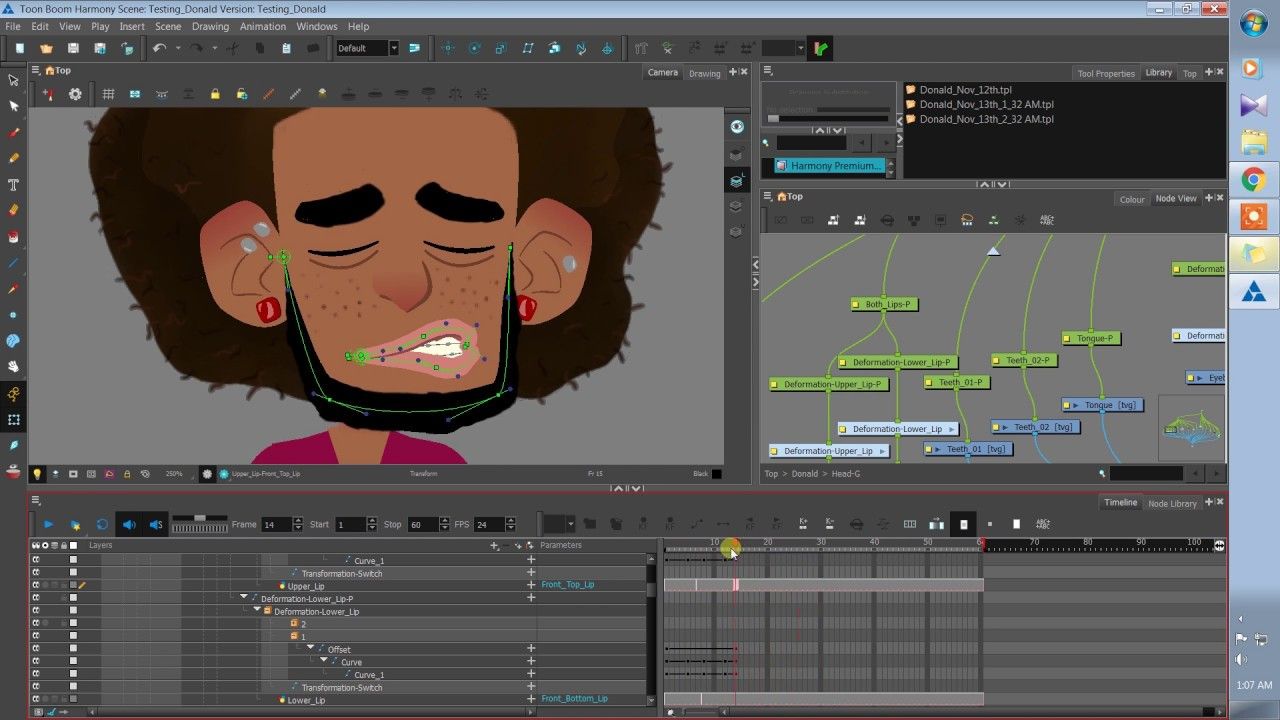 Toon Boom Harmony Scene: Testing_Donald Version: Testing_Donald
File Edit View Play Insert Scene Drawing Animation Windows Help
Default
Top
Camera Drawing
Tool Properties Library Top
Donald_Nov_12th.tpl
Donald_Nov_13th_1_32 AM.tpl
Donald_Nov_13th_2_32 AM.tpl
Harmony Premium...
Top
Colour Node View
Both_Lips-P
Deformation-Lower_Lip-P
Deformation-Upper_Lip-P
Teeth_01-P
Teeth_02-P
Tongue-P
Tongue [tvg]
Teeth_02 [tvg]
Deformation-Lower_Lip
Deformation-Upper_Lip
Teeth_01 [tvg]
Deformati
Deformati
Eyeb
Top > Donald > Head-G
250% Upper_Lip-Front_Top_Lip Transform Fr 15 Black
Timeline Node Library
Frame 14 Start 1 Stop 60 FPS 24
Layers Parameters
10 20 30 40 50 70 80 90 100
Curve_1
Transformation-Switch
Upper_Lip Front_Top_Lip
Deformation-Lower_Lip-P
Deformation-Lower_Lip
2
1
Offset
Curve
Curve_1
Transformation-Switch
Lower_Lip Front_Bottom_Lip
1:07 AM